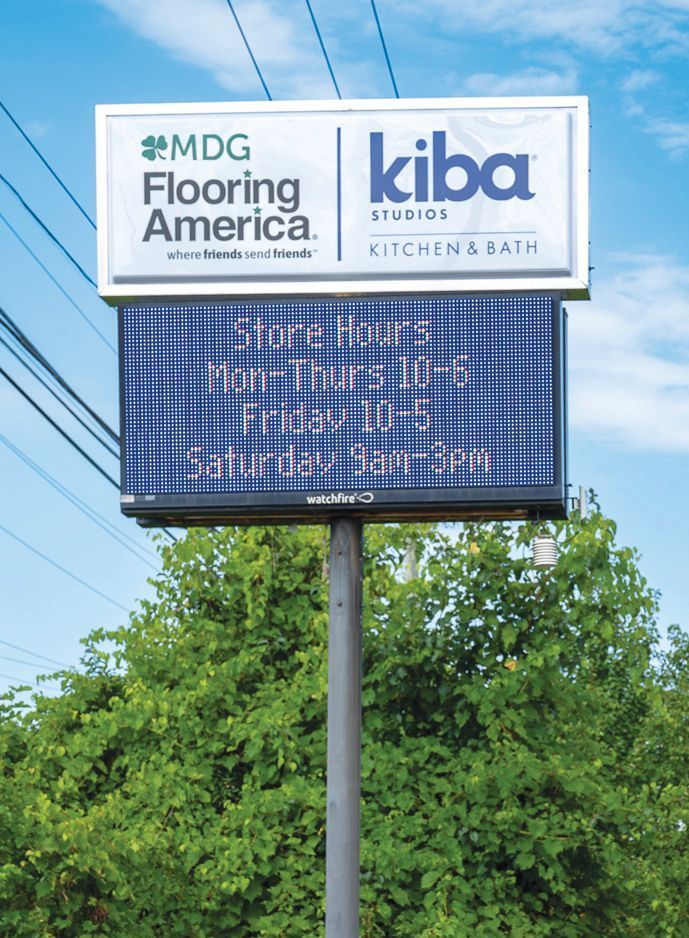 MDG
Flooring
America®
where friends send friends™
kiba
STUDIOS
KITCHEN & BATH
Store Hours
Mon-Thurs 10-6
Friday 10-5
Saturday 9am-3pm
watchfire